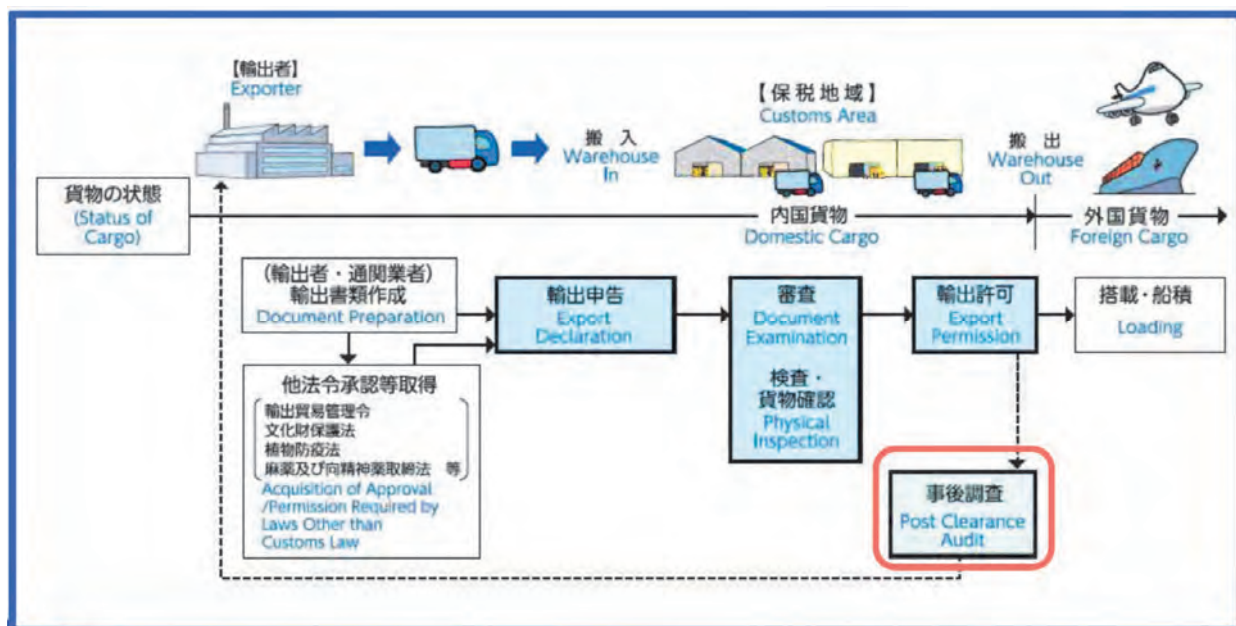 【輸出者】
Exporter
搬 入
Warehouse
In
【保税地域】
Customs Area
搬 出
Warehouse
Out
貨物の状態
(Status of
Cargo)
内国貨物
Domestic Cargo
外国貨物
Foreign Cargo
(輸出者・通関業者)
輸出書類作成
Document Preparation
輸出申告
Export
Declaration
審査
Document
Examination
検査・
貨物確認
Physical
Inspection
輸出許可
Export
Permission
搭載・船積
Loading
他法令承認等取得
輸出貿易管理令
文化財保護法
植物防疫法
麻薬及び向精神薬取締法 等
Acquisition of Approval
/Permission Required by
Laws Other than
Customs Law
事後調査
Post Clearance
Audit